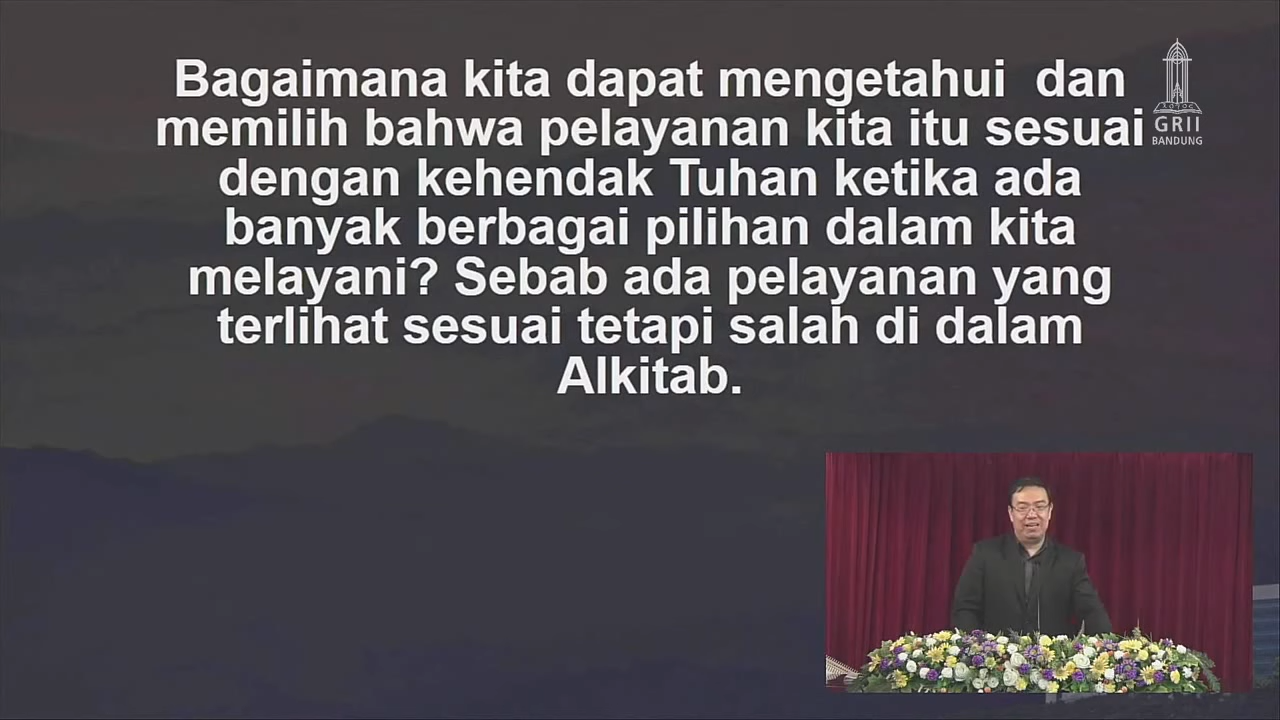 Bagaimana kita dapat mengetahui  dan
memilih bahwa pelayanan kita itu sesuai
dengan kehendak Tuhan ketika ada
banyak berbagai pilihan dalam kita
melayani? Sebab ada pelayanan yang
terlihat sesuai tetapi salah di dalam
Alkitab.
GRII
BANDUNG